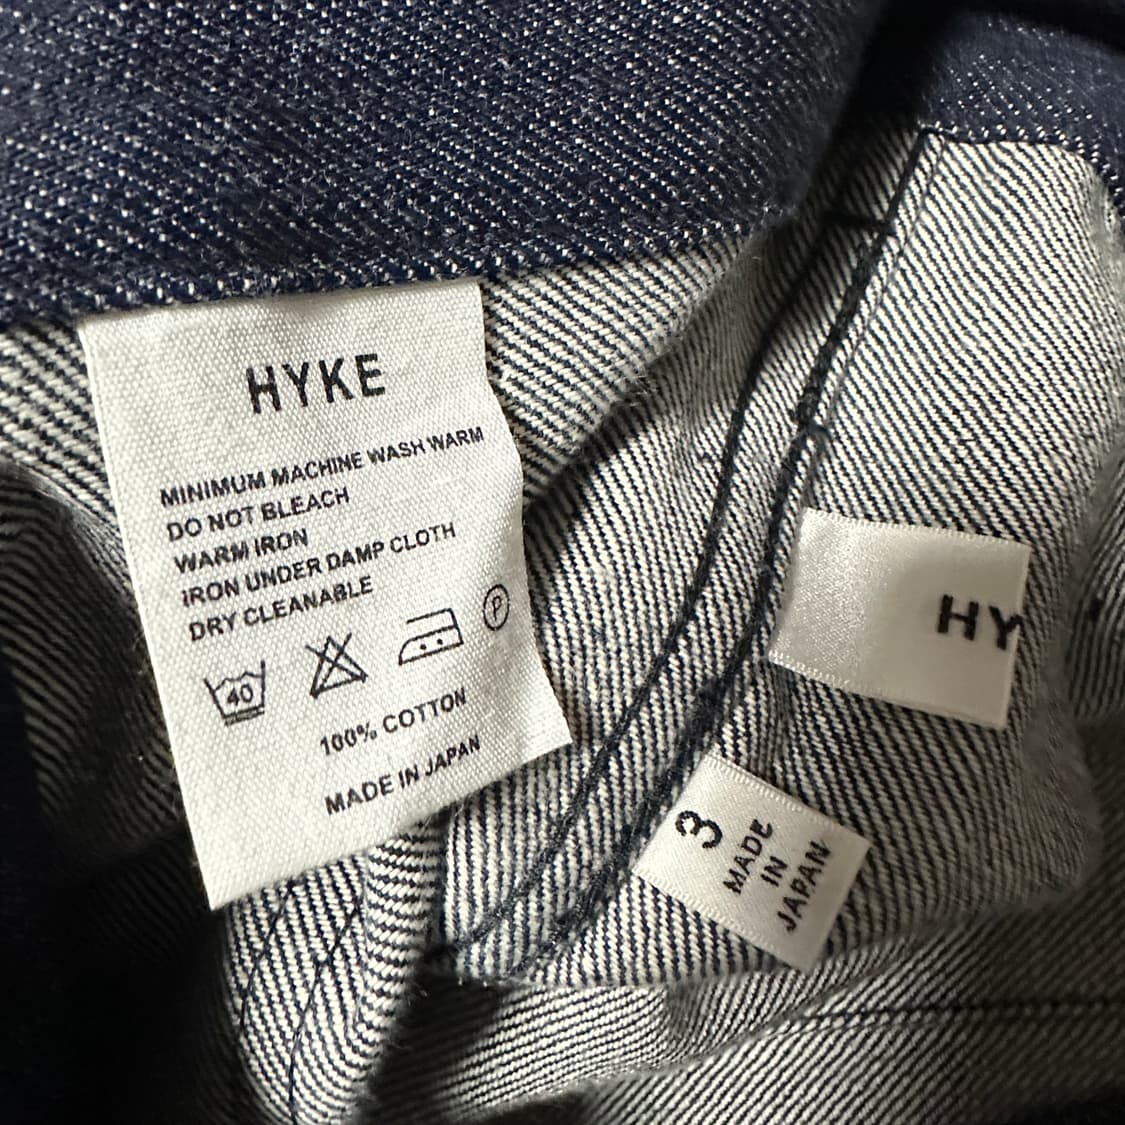 HYKE
MINIMUM MACHINE WASH WARM
DO NOT BLEACH
WARM IRON
IRON UNDER DAMP CLOTH
DRY CLEANABLE
40
P
100% COTTON
MADE IN JAPAN
HY
3
MADE
IN
JAPAN